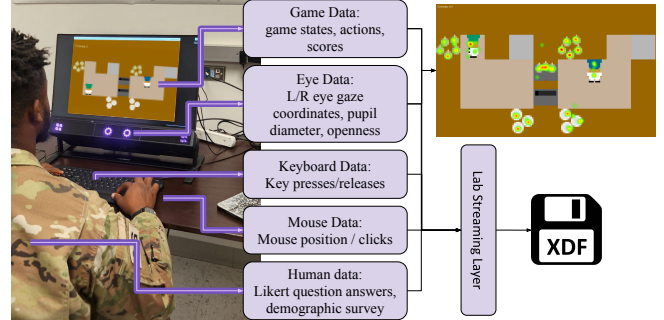 Game Data:
game states, actions,
scores
Eye Data:
L/R eye gaze
coordinates, pupil
diameter, openness
Keyboard Data:
Key presses/releases
Mouse Data:
Mouse position / clicks
Human data:
Likert question answers,
demographic survey
Lab Streaming Layer
XDF